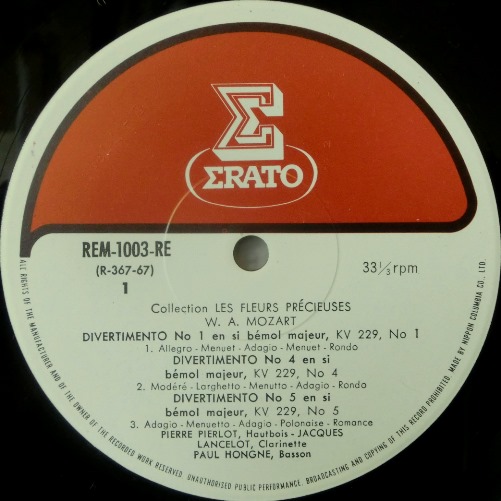 Σ
ΣRATO
REM-1003-RE
(R-367-67)
1
33 1/3 rpm
Collection LES FLEURS PRÉCIEUSES
W. A. MOZART
DIVERTIMENTO No 1 en si bémol majeur, KV 229, No 1
1. Allegro - Menuet - Adagio - Menuet - Rondo
DIVERTIMENTO No 4 en si
bémol majeur, KV 229, No 4
2. Modéré - Larghetto - Menutto - Adagio - Rondo
DIVERTIMENTO No 5 en si
bémol majeur, KV 229, No 5
3. Adagio - Menuetto - Adagio - Polonaise - Romance
PIERRE PIERLOT, Hautbois - JACQUES
LANCELOT, Clarinette
PAUL HONGNE, Basson
ALL RIGHTS OF THE MANUFACTURER AND OF THE OWNER OF THE RECORDED WORK RESERVED. UNAUTHORISED PUBLIC PERFORMANCE, BROADCASTING AND COPYING OF THIS RECORD PROHIBITED. MADE BY NIPPON COLUMBIA CO., LTD.